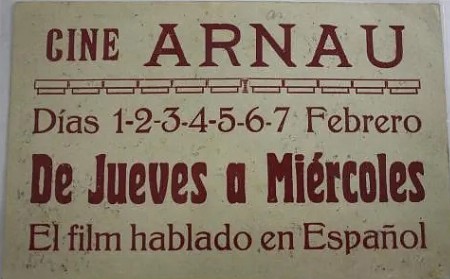 CINE ARNAU
Días 1-2-3-4-5-6-7 Febrero
De Jueves a Miércoles
El film hablado en Español